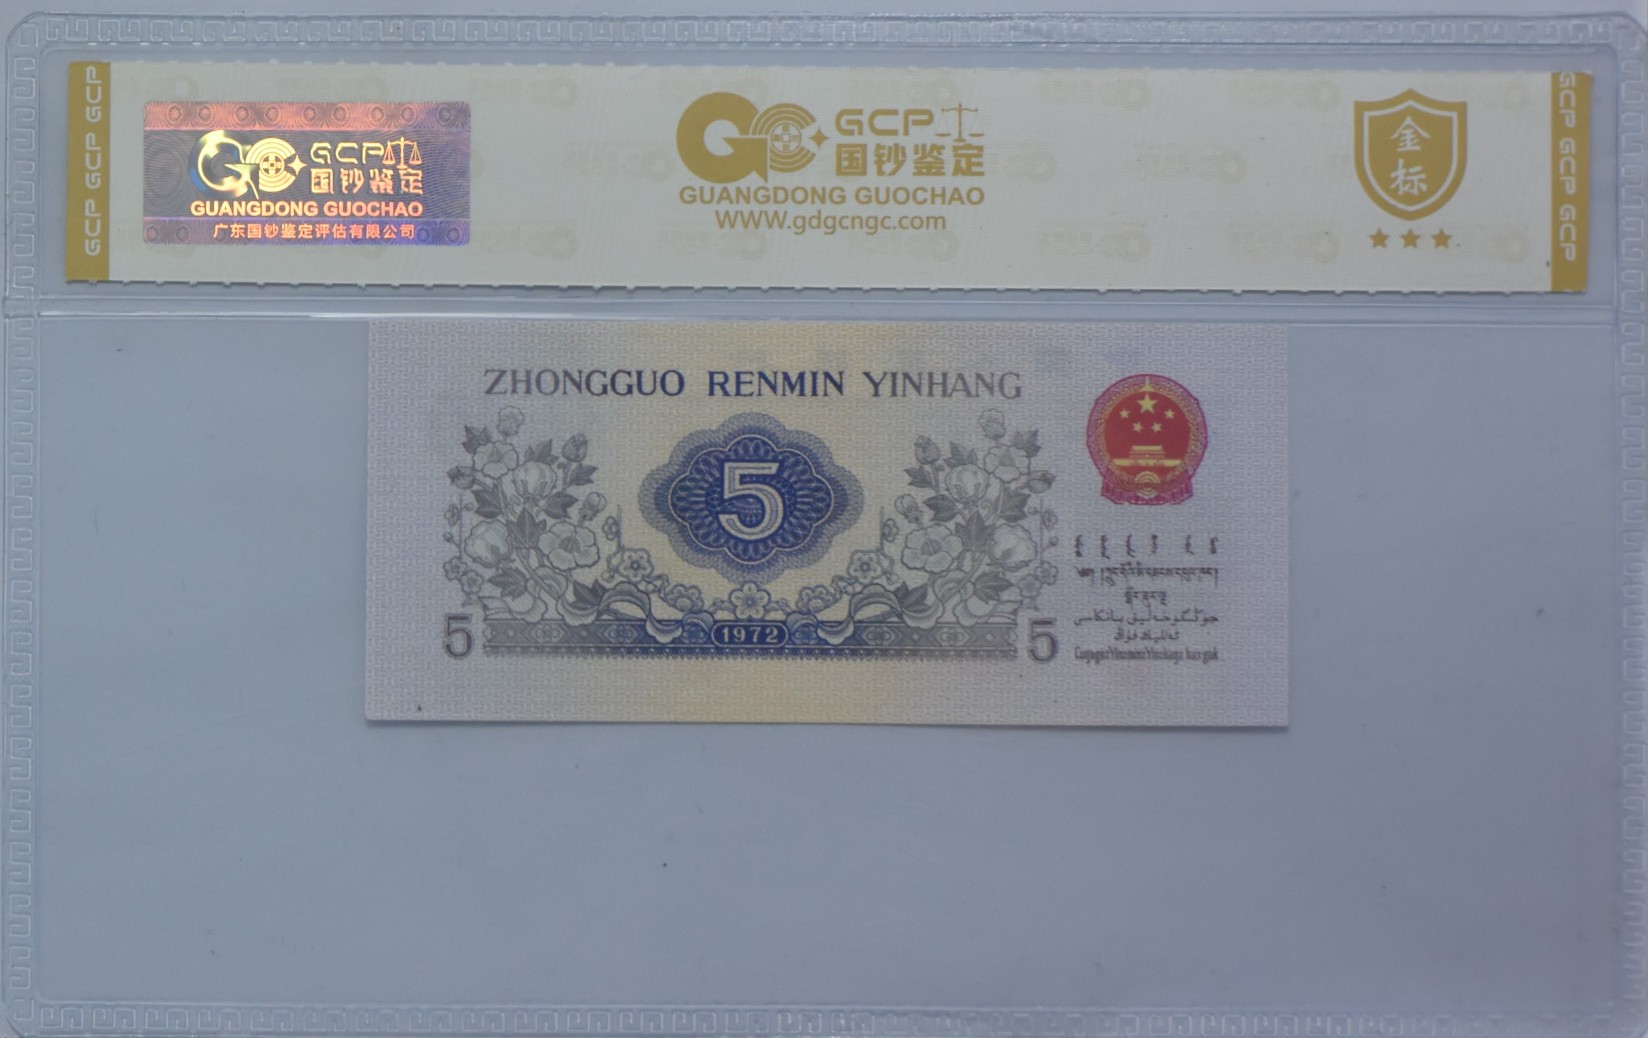 GCP GCP GCP
GCP
国钞鉴定
GUANGDONG GUOCHAO
广东国钞鉴定评估有限公司
GCP
国钞鉴定
GUANGDONG GUOCHAO
WWW.gdgcngc.com
金标
GCP GCP GCP
ZHONGGUO RENMIN YINHANG
5
1972
5
5